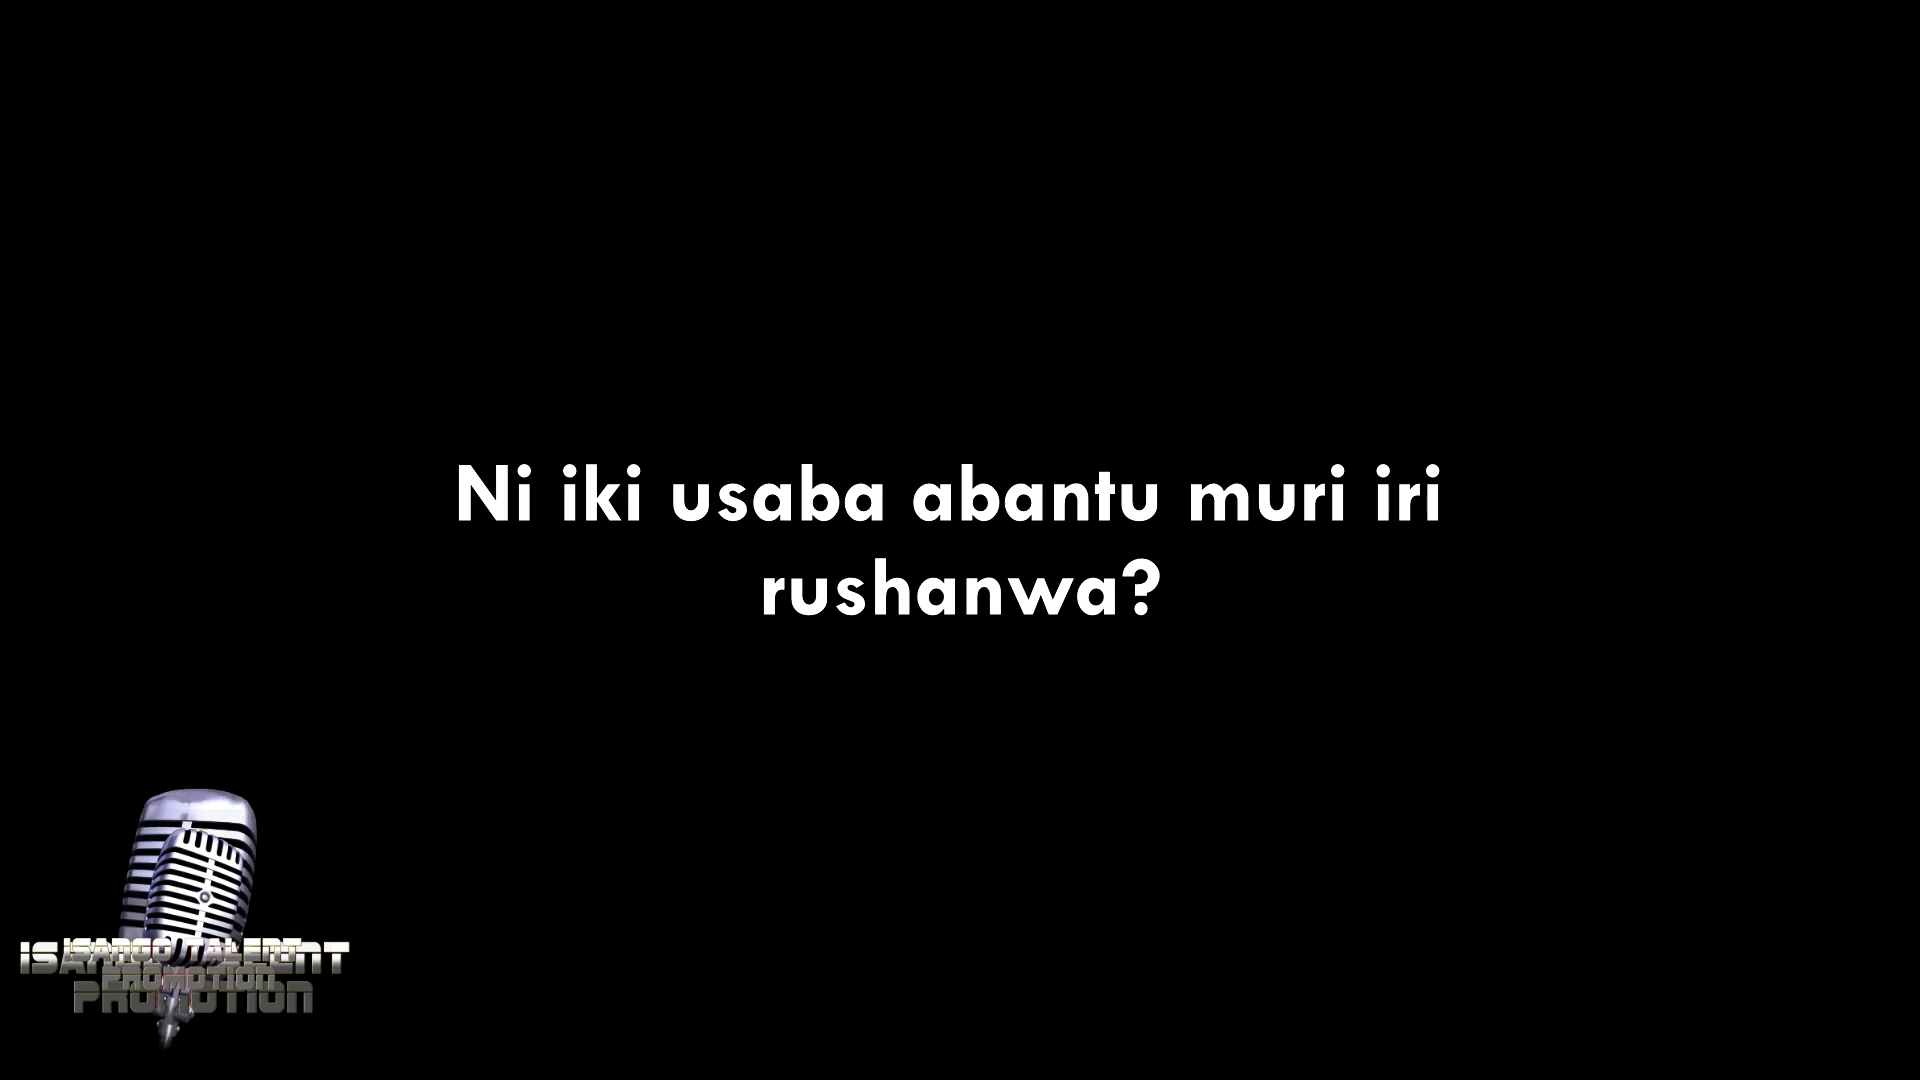 Ni iki usaba abantu muri iri
rushanwa?
ISANGO TALENT
PROMOTION